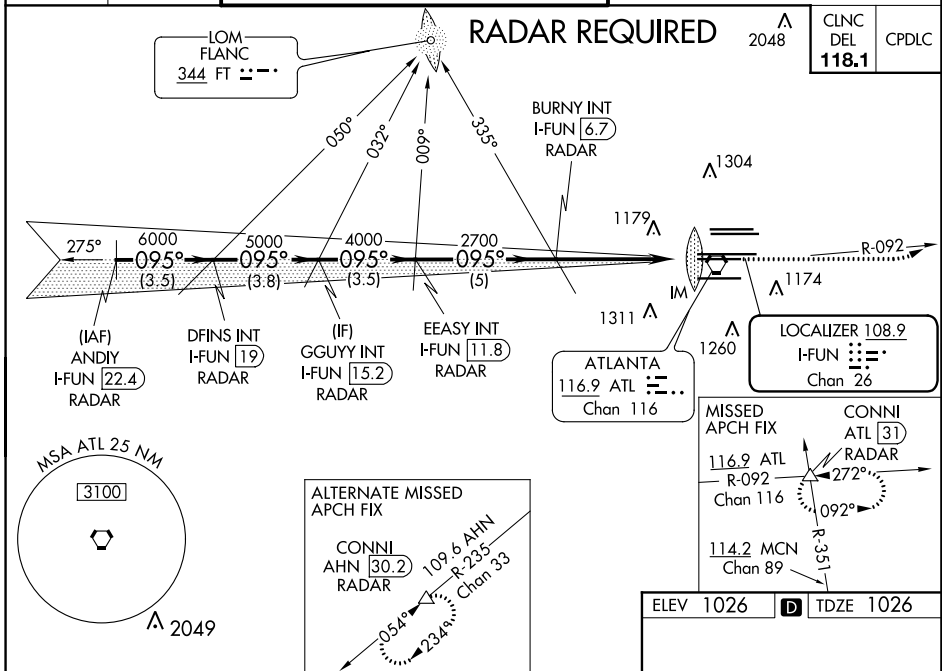 RADAR REQUIRED
2048
CLNC
DEL
118.1
CPDLC
LOM
FLANC
344 FT
050°
032°
009°
335°
BURNY INT
I-FUN 6.7
RADAR
1304
1179
275°
6000
095°
(3.5)
5000
095°
(3.8)
4000
095°
(3.5)
2700
095°
(5)
R-092
IM
1174
1311
1260
(IAF)
ANDIY
I-FUN 22.4
RADAR
DFINS INT
I-FUN 19
RADAR
(IF)
GGUYY INT
I-FUN 15.2
RADAR
EEASY INT
I-FUN 11.8
RADAR
ATLANTA
116.9 ATL
Chan 116
LOCALIZER 108.9
I-FUN
Chan 26
MSA ATL 25 NM
3100
2049
ALTERNATE MISSED
APCH FIX
CONNI
AHN 30.2
RADAR
109.6 AHN
R-235
Chan 33
054°
234°
MISSED
APCH FIX
CONNI
ATL 31
RADAR
116.9 ATL
R-092
Chan 116
272°
092°
R-351
114.2 MCN
Chan 89
ELEV 1026
D
TDZE 1026